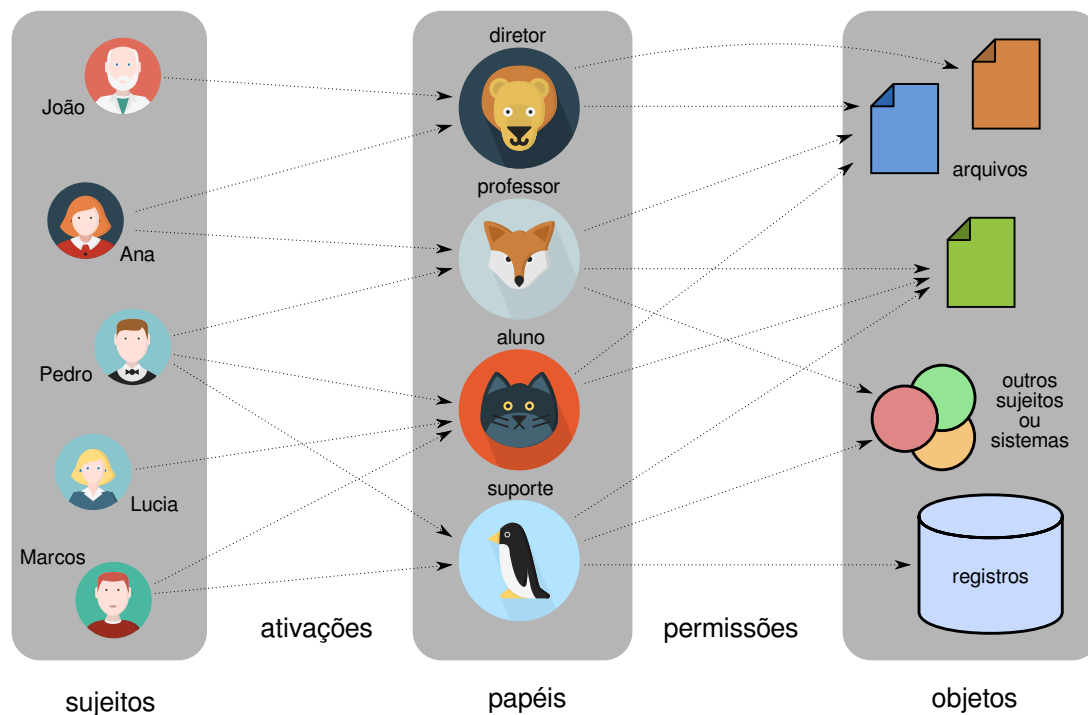 João
Ana
Pedro
Lucia
Marcos
ativações
sujeitos
diretor
professor
aluno
suporte
papéis
permissões
arquivos
outros
sujeitos
ou
sistemas
registros
objetos